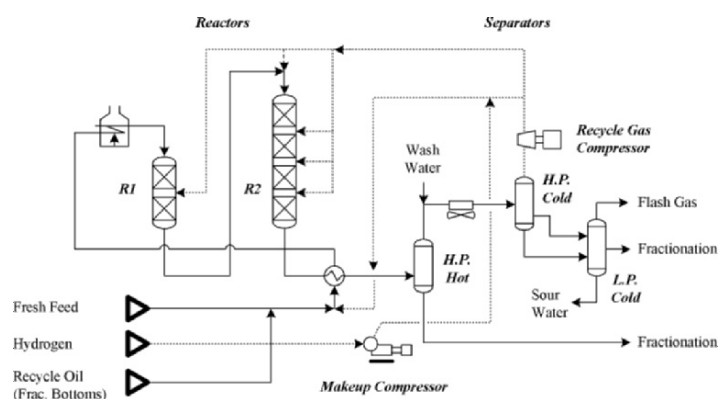 Reactors
Separators
Recycle Gas
Compressor
Wash
Water
R1
R2
H.P.
Cold
Flash Gas
H.P.
Hot
Fractionation
L.P.
Cold
Sour
Water
Fresh Feed
Hydrogen
Fractionation
Recycle Oil
(Frac. Bottoms)
Makeup Compressor